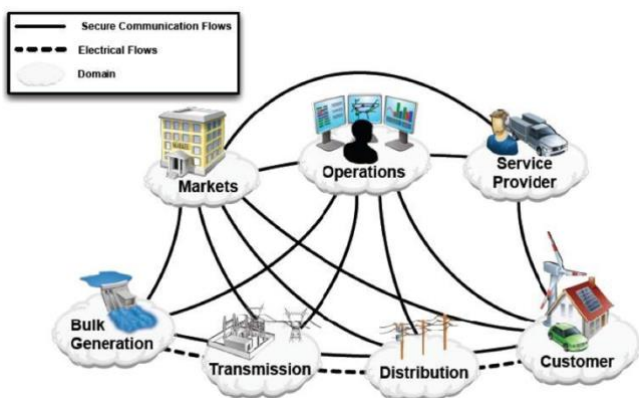 Secure Communication Flows
Electrical Flows
Domain
Markets
Operations
Service
Provider
Bulk
Generation
Transmission
Distribution
Customer